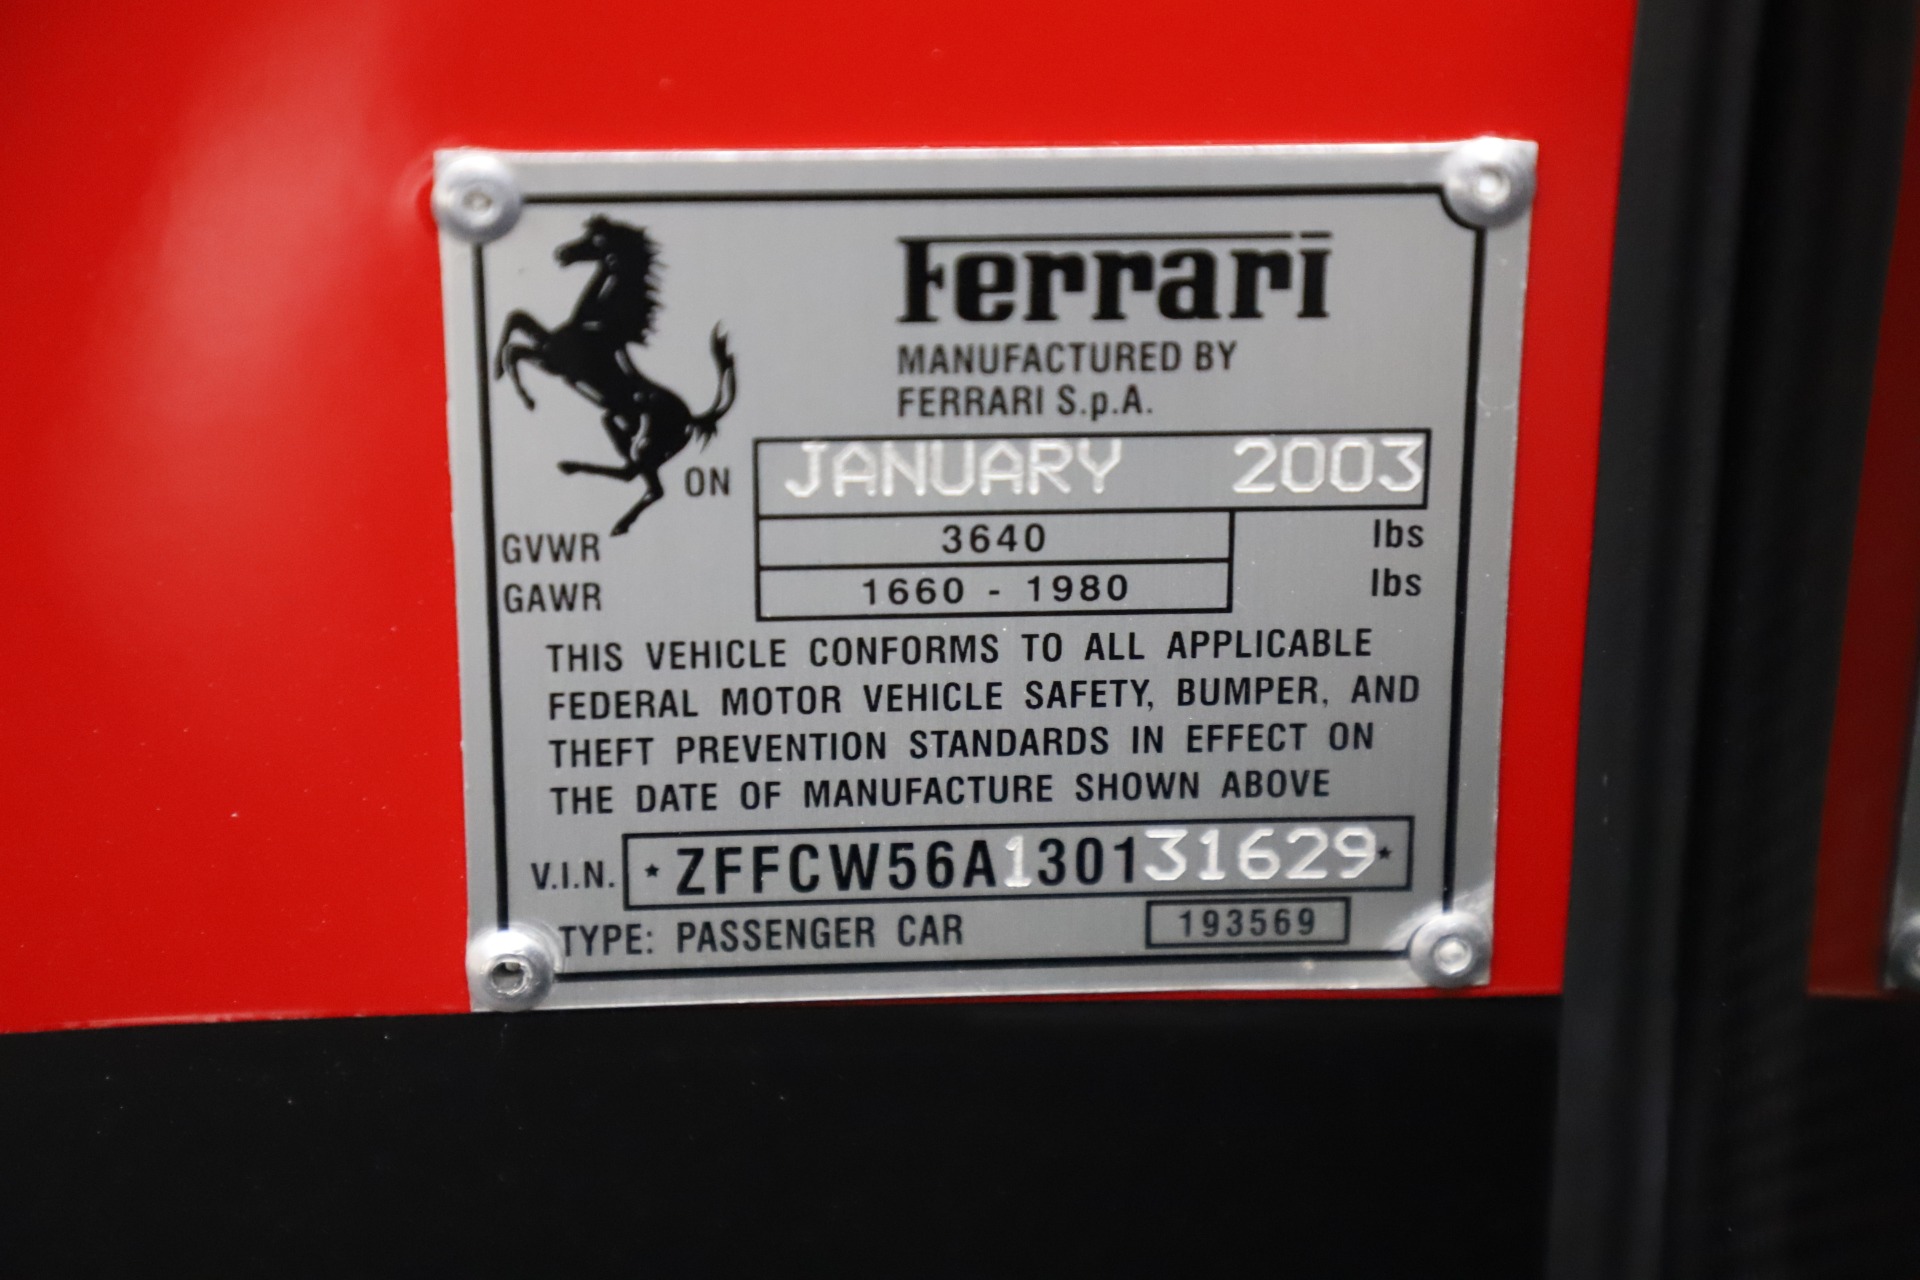 Ferrari
MANUFACTURED BY
FERRARI S.p.A.
ON JANUARY 2003
GVWR 3640 lbs
GAWR 1660 - 1980 lbs
THIS VEHICLE CONFORMS TO ALL APPLICABLE
FEDERAL MOTOR VEHICLE SAFETY, BUMPER, AND
THEFT PREVENTION STANDARDS IN EFFECT ON
THE DATE OF MANUFACTURE SHOWN ABOVE
V.I.N. *ZFFCW56A130131629*
TYPE: PASSENGER CAR 193569